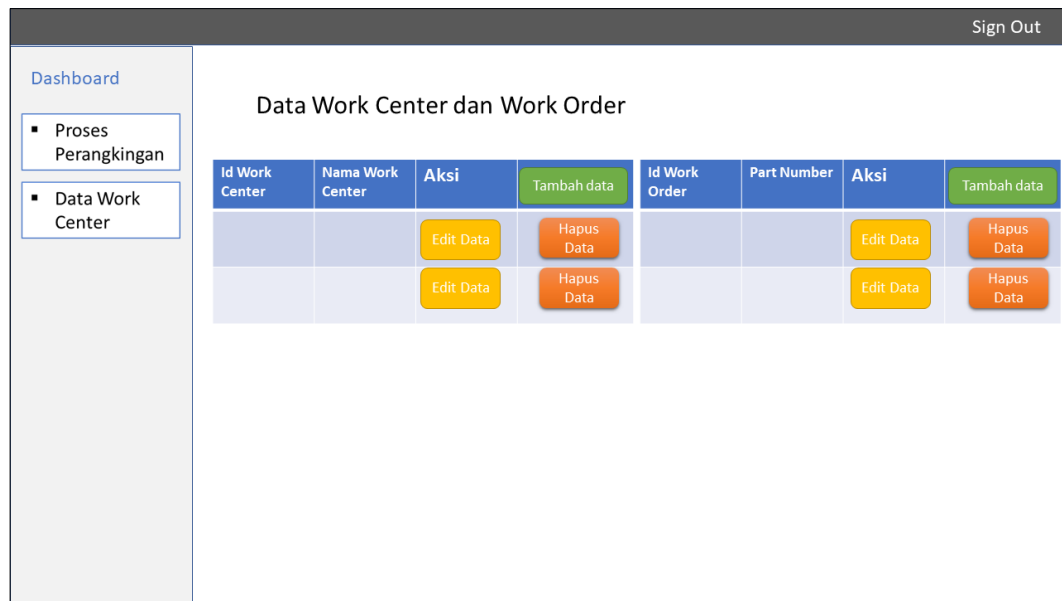 Sign Out
Dashboard
▪ Proses
Perangkingan
▪ Data Work
Center
Data Work Center dan Work Order
Id Work
Center
Nama Work
Center
Aksi
Tambah data
Id Work
Order
Part Number
Aksi
Tambah data
Edit Data
Hapus
Data
Edit Data
Hapus
Data
Edit Data
Hapus
Data
Edit Data
Hapus
Data